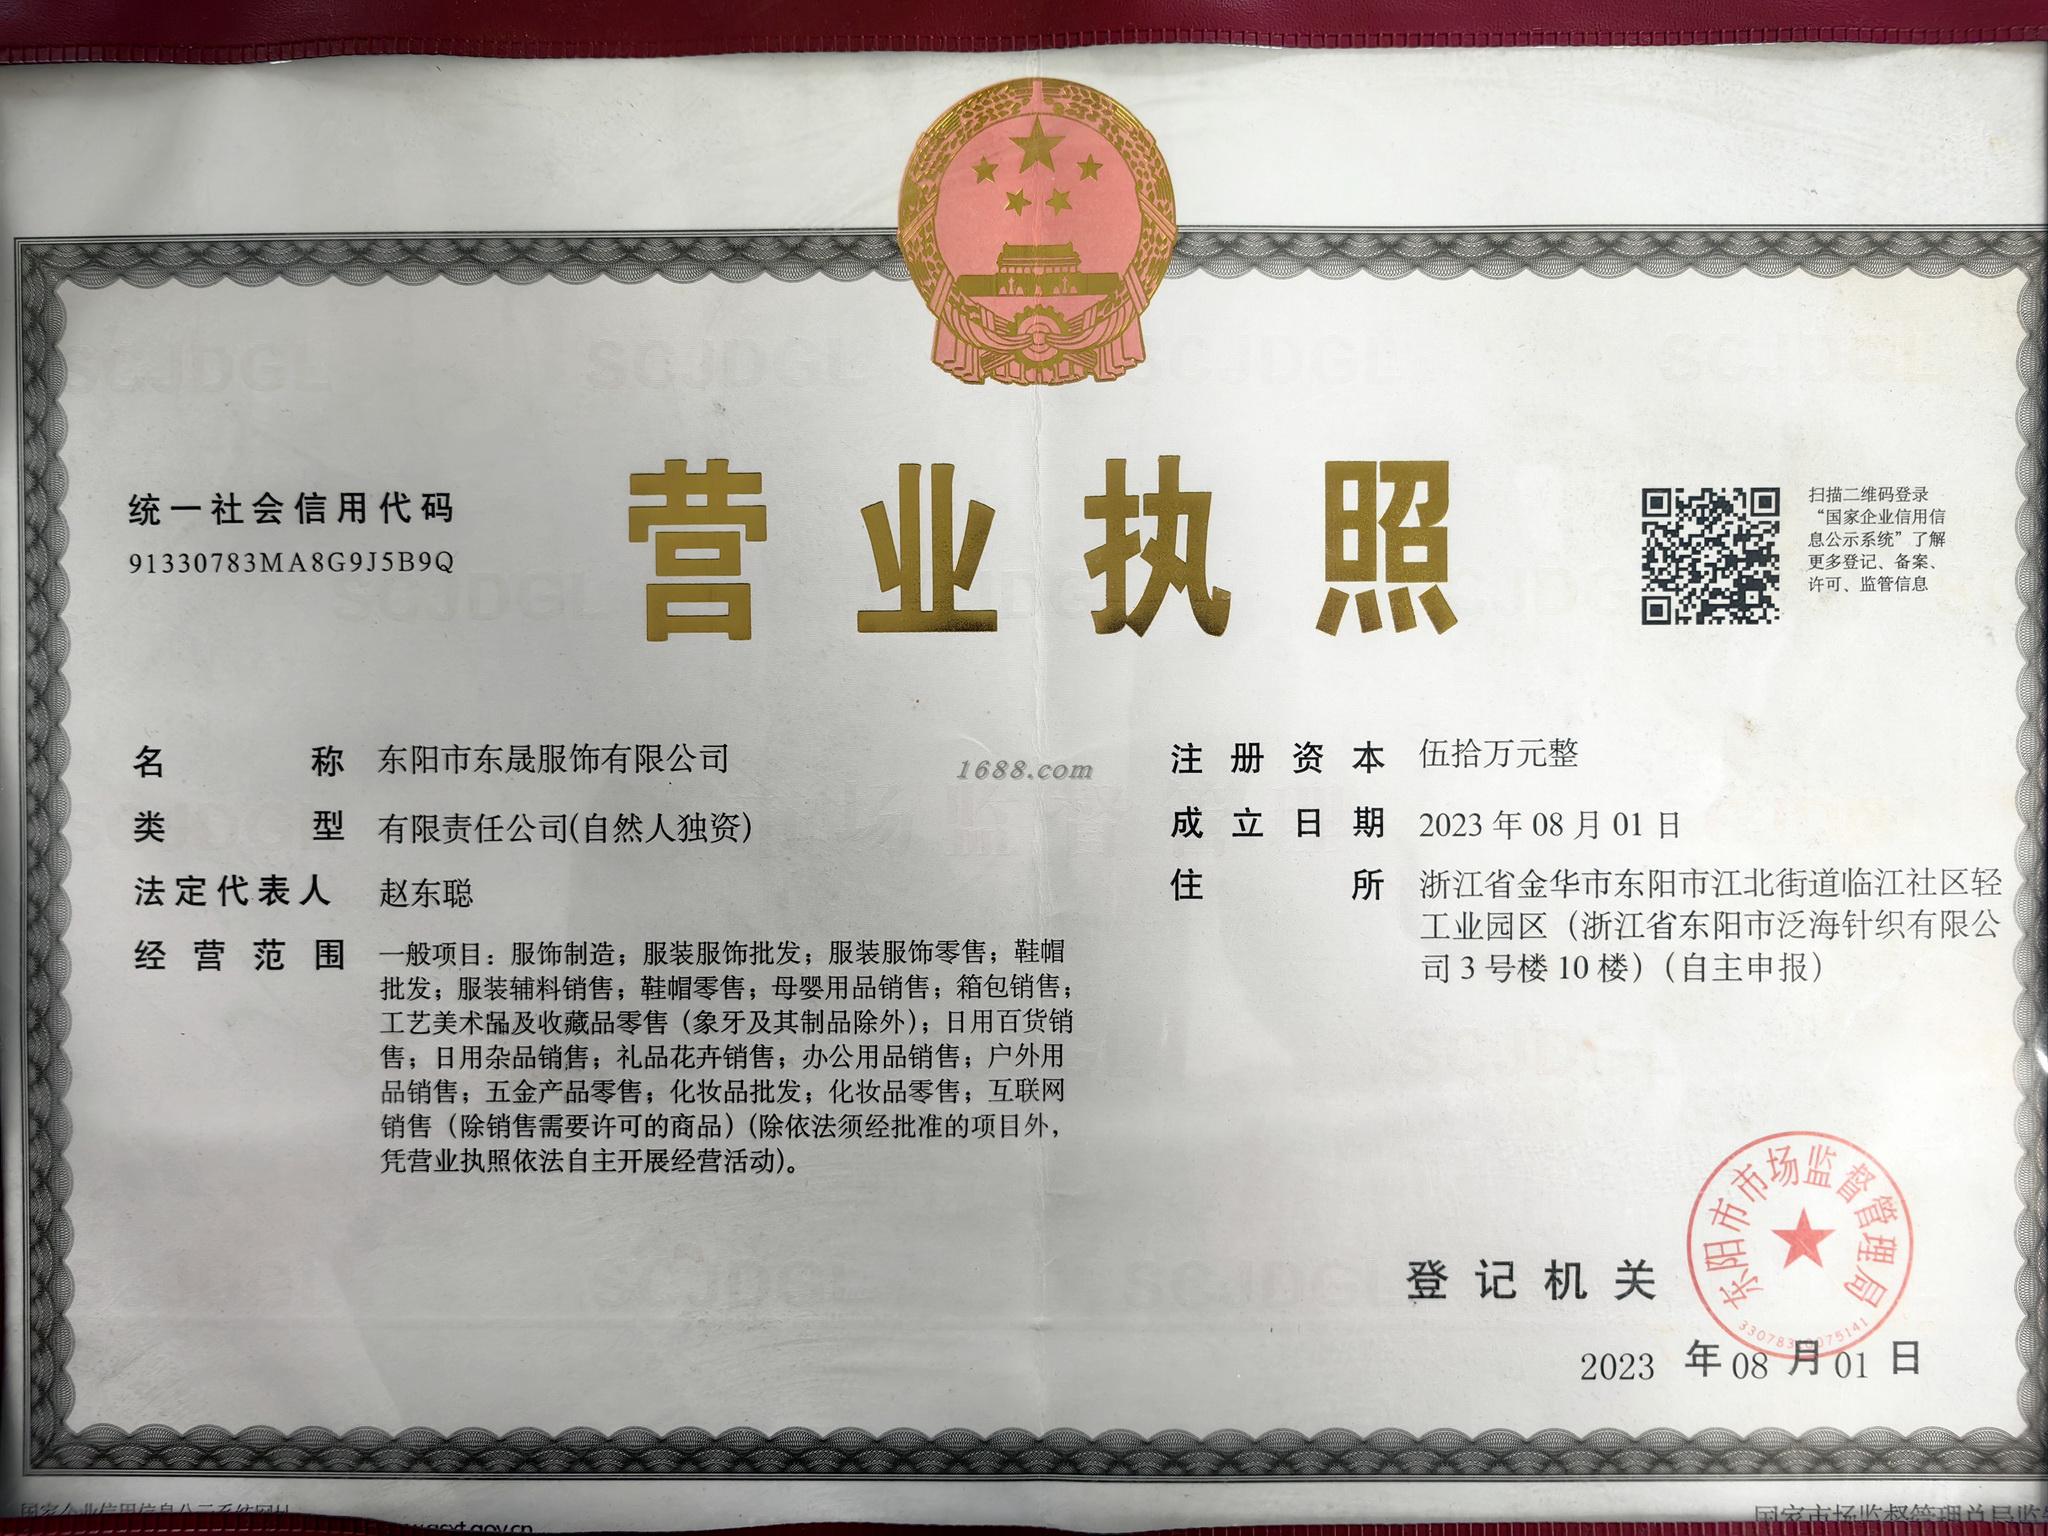 统一社会信用代码
91330783MA8G9J5B9Q
营业执照
扫描二维码登录
“国家企业信用信
息公示系统”了解
更多登记、备案、
许可、监管信息
名称 东阳市东晟服饰有限公司
类型 有限责任公司(自然人独资)
法定代表人 赵东聪
经营范围 一般项目：服饰制造；服装服饰批发；服装服饰零售；鞋帽
批发；服装辅料销售；鞋帽零售；母婴用品销售；箱包销售；
工艺美术品及收藏品零售（象牙及其制品除外）；日用百货销
售；日用杂品销售；礼品花卉销售；办公用品销售；户外用
品销售；五金产品零售；化妆品批发；化妆品零售；互联网
销售（除销售需要许可的商品）(除依法须经批准的项目外，
凭营业执照依法自主开展经营活动)。
1688.com
注册资本 伍拾万元整
成立日期 2023年08月01日
住所 浙江省金华市东阳市江北街道临江社区轻
工业园区（浙江省东阳市泛海针织有限公
司3号楼10楼）（自主申报）
登记机关
东阳市市场监督管理局
2023年08月01日
SCJDGL